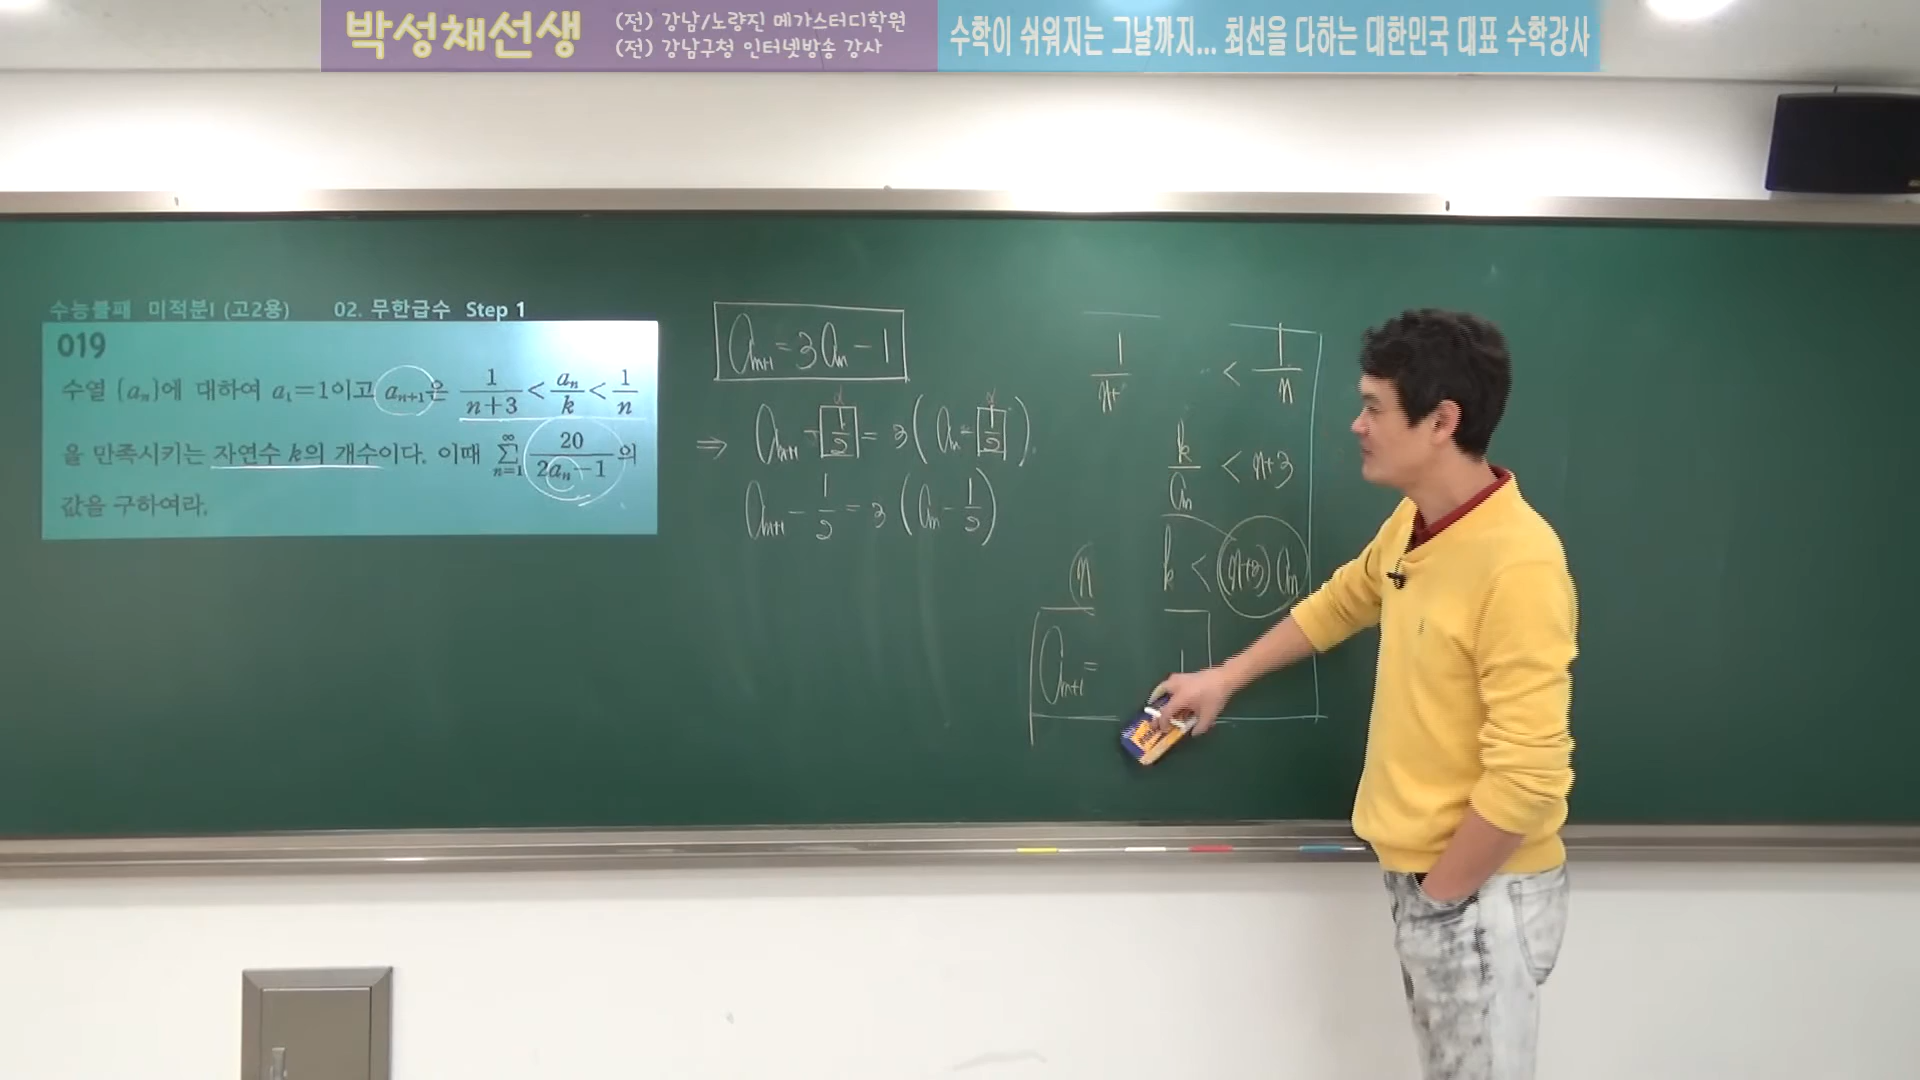 박성채선생
(전) 강남/노량진 메가스터디학원
(전) 강남구청 인터넷방송 강사
수학이 쉬워지는 그날까지... 최선을 다하는 대한민국 대표 수학강사
수능불패 미적분I (고2용) 02. 무한급수 Step 1
019
수열 {aₙ}에 대하여 a₁=1이고 aₙ₊₁은 1/(n+3) < aₙ/k < 1/n
을 만족시키는 자연수 k의 개수이다. 이때 ∑_{n=1}^{∞} 20/(2aₙ-1)의
값을 구하여라.
aₙ₊₁ = 3aₙ - 1
⇒ aₙ₊₁ - 1/2 = 3(aₙ - 1/2)
aₙ₊₁ - 1/2 = 3(aₙ - 1/2)
< 1/n
k/aₙ < n+3
n k < (n+3)aₙ
aₙ₊₁ =